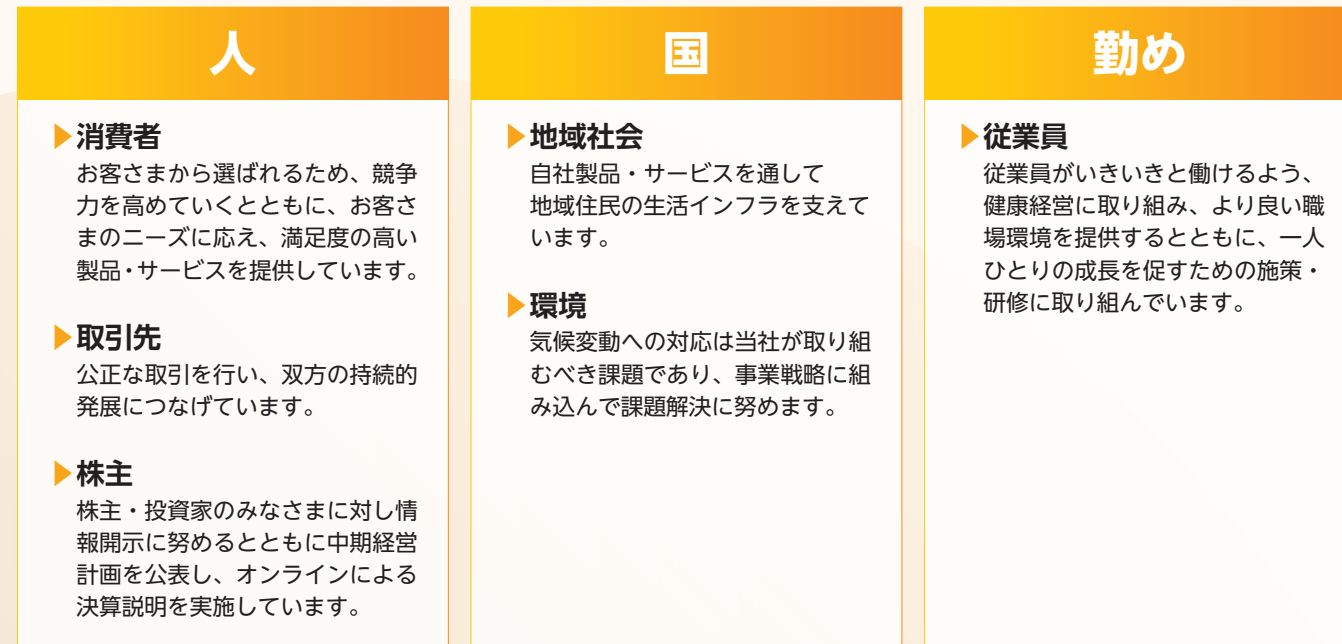 人
▶消費者
お客さまから選ばれるため、競争
力を高めていくとともに、お客さ
まのニーズに応え、満足度の高い
製品・サービスを提供しています。
▶取引先
公正な取引を行い、双方の持続的
発展につなげています。
▶株主
株主・投資家のみなさまに対し情
報開示に努めるとともに中期経営
計画を公表し、オンラインによる
決算説明を実施しています。
国
▶地域社会
自社製品・サービスを通して
地域住民の生活インフラを支えて
います。
▶環境
気候変動への対応は当社が取り組
むべき課題であり、事業戦略に組
み込んで課題解決に努めます。
勤め
▶従業員
従業員がいきいきと働けるよう、
健康経営に取り組み、より良い職
場環境を提供するとともに、一人
ひとりの成長を促すための施策・
研修に取り組んでいます。